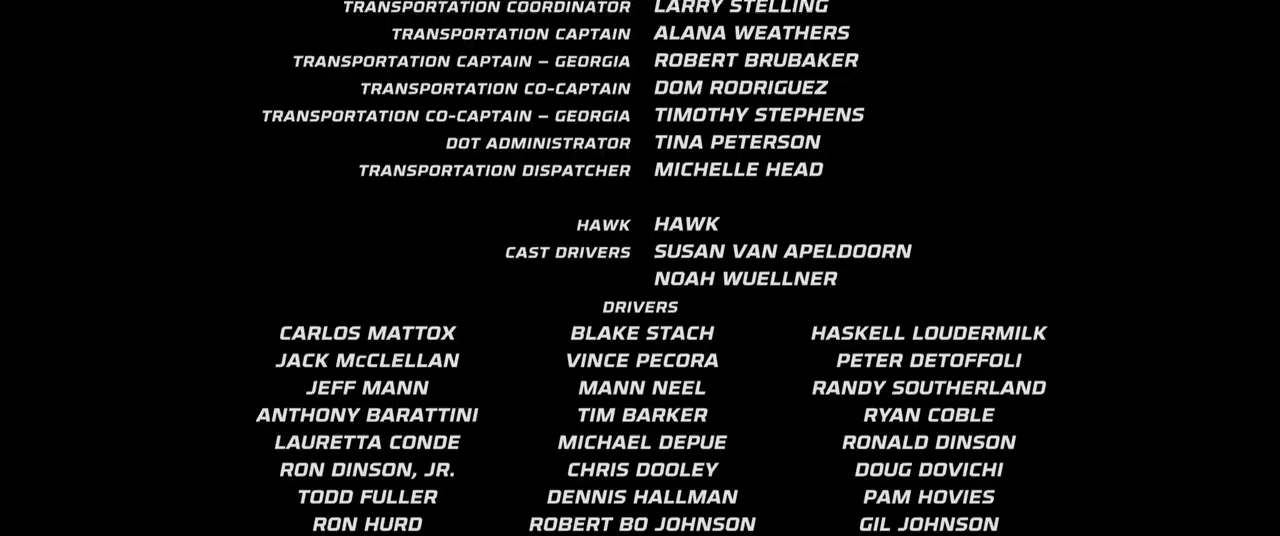 TRANSPORTATION COORDINATOR LARRY STELLING
TRANSPORTATION CAPTAIN ALANA WEATHERS
TRANSPORTATION CAPTAIN – GEORGIA ROBERT BRUBAKER
TRANSPORTATION CO-CAPTAIN DOM RODRIGUEZ
TRANSPORTATION CO-CAPTAIN – GEORGIA TIMOTHY STEPHENS
DOT ADMINISTRATOR TINA PETERSON
TRANSPORTATION DISPATCHER MICHELLE HEAD
HAWK HAWK
CAST DRIVERS SUSAN VAN APELDOORN
NOAH WUELLNER
DRIVERS
CARLOS MATTOX BLAKE STACH HASKELL LOUDERMILK
JACK McCLELLAN VINCE PECORA PETER DETOFFOLI
JEFF MANN MANN NEEL RANDY SOUTHERLAND
ANTHONY BARATTINI TIM BARKER RYAN COBLE
LAURETTA CONDE MICHAEL DEPUE RONALD DINSON
RON DINSON, JR. CHRIS DOOLEY DOUG DOVICHI
TODD FULLER DENNIS HALLMAN PAM HOVIES
RON HURD ROBERT BO JOHNSON GIL JOHNSON